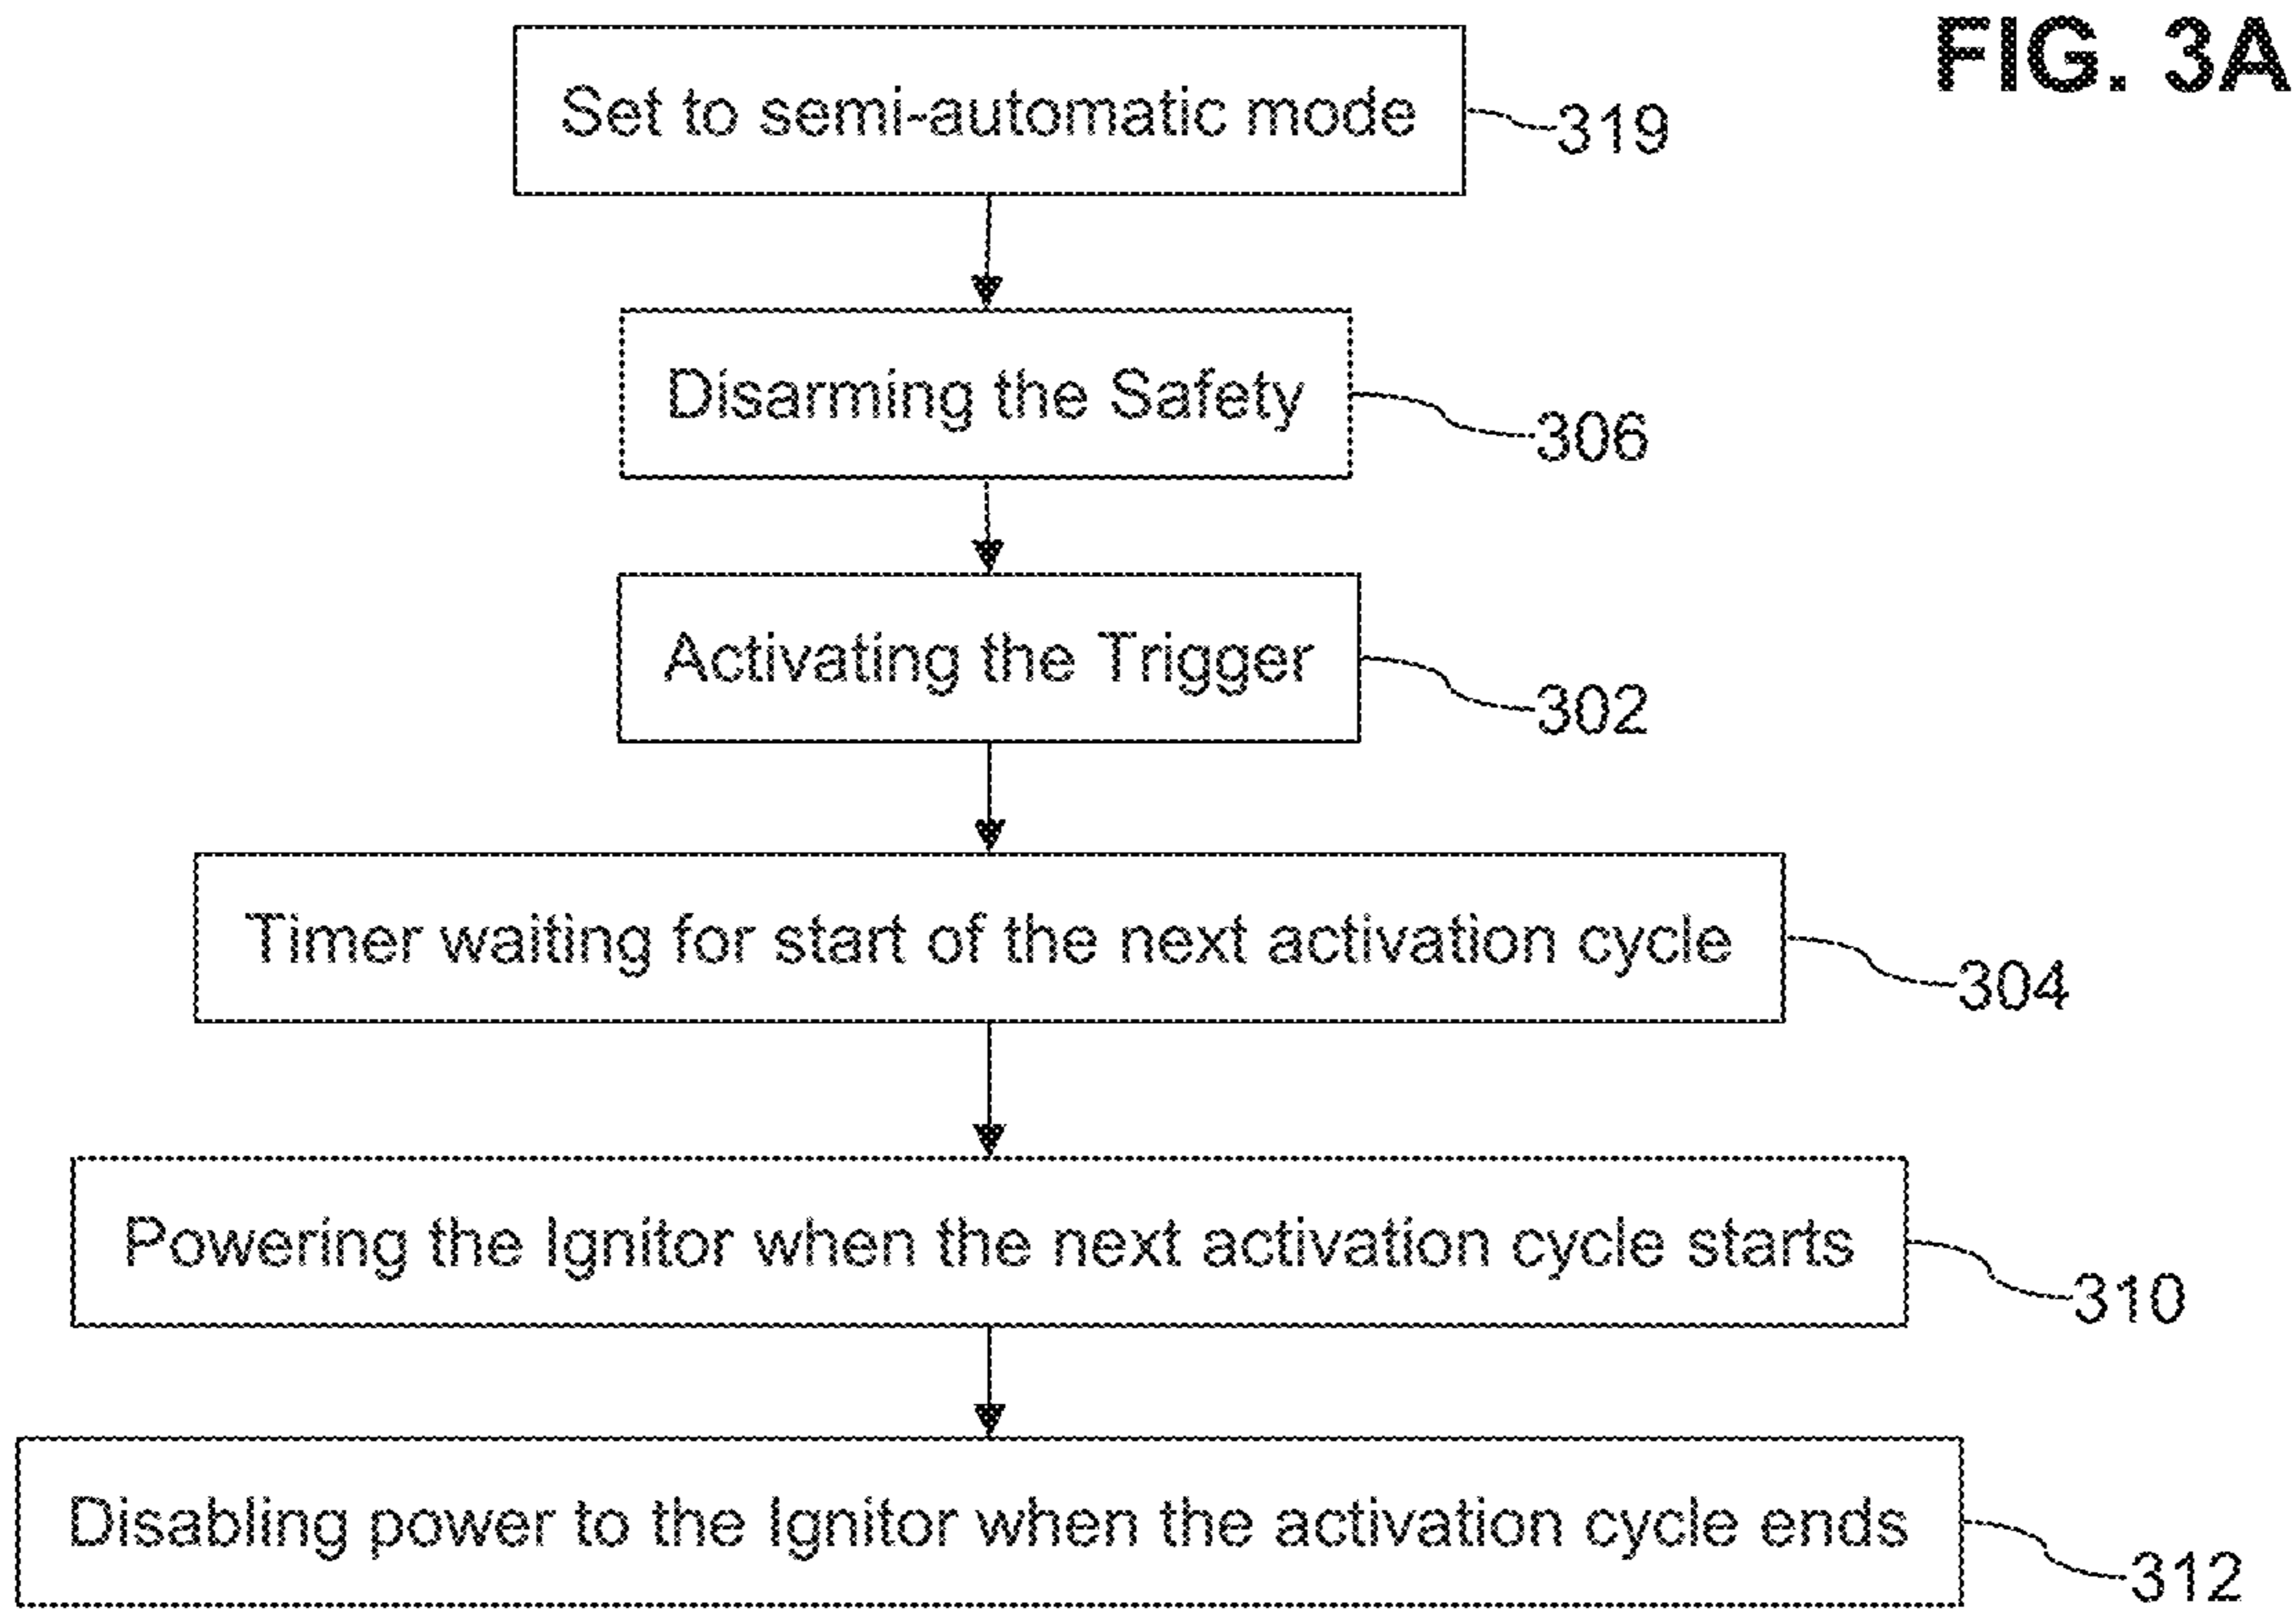 FIG. 3A
Set to semi-automatic mode
319
Disarming the Safety
306
Activating the Trigger
302
Timer waiting for start of the next activation cycle
304
Powering the Ignitor when the next activation cycle starts
310
Disabling power to the Ignitor when the activation cycle ends
312